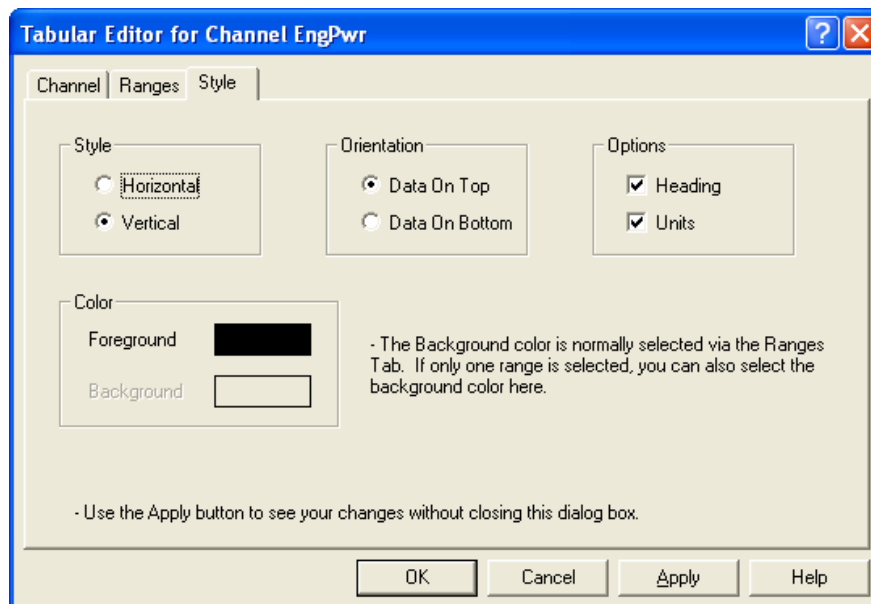 Tabular Editor for Channel EngPwr
Channel Ranges Style
Style
Horizontal
Vertical
Orientation
Data On Top
Data On Bottom
Options
Heading
Units
Color
Foreground
Background
- The Background color is normally selected via the Ranges
Tab. If only one range is selected, you can also select the
background color here.
- Use the Apply button to see your changes without closing this dialog box.
OK Cancel Apply Help